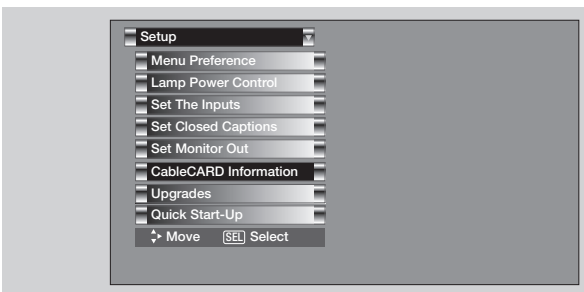 Setup
Menu Preference
Lamp Power Control
Set The Inputs
Set Closed Captions
Set Monitor Out
CableCARD Information
Upgrades
Quick Start-Up
Move SEL Select